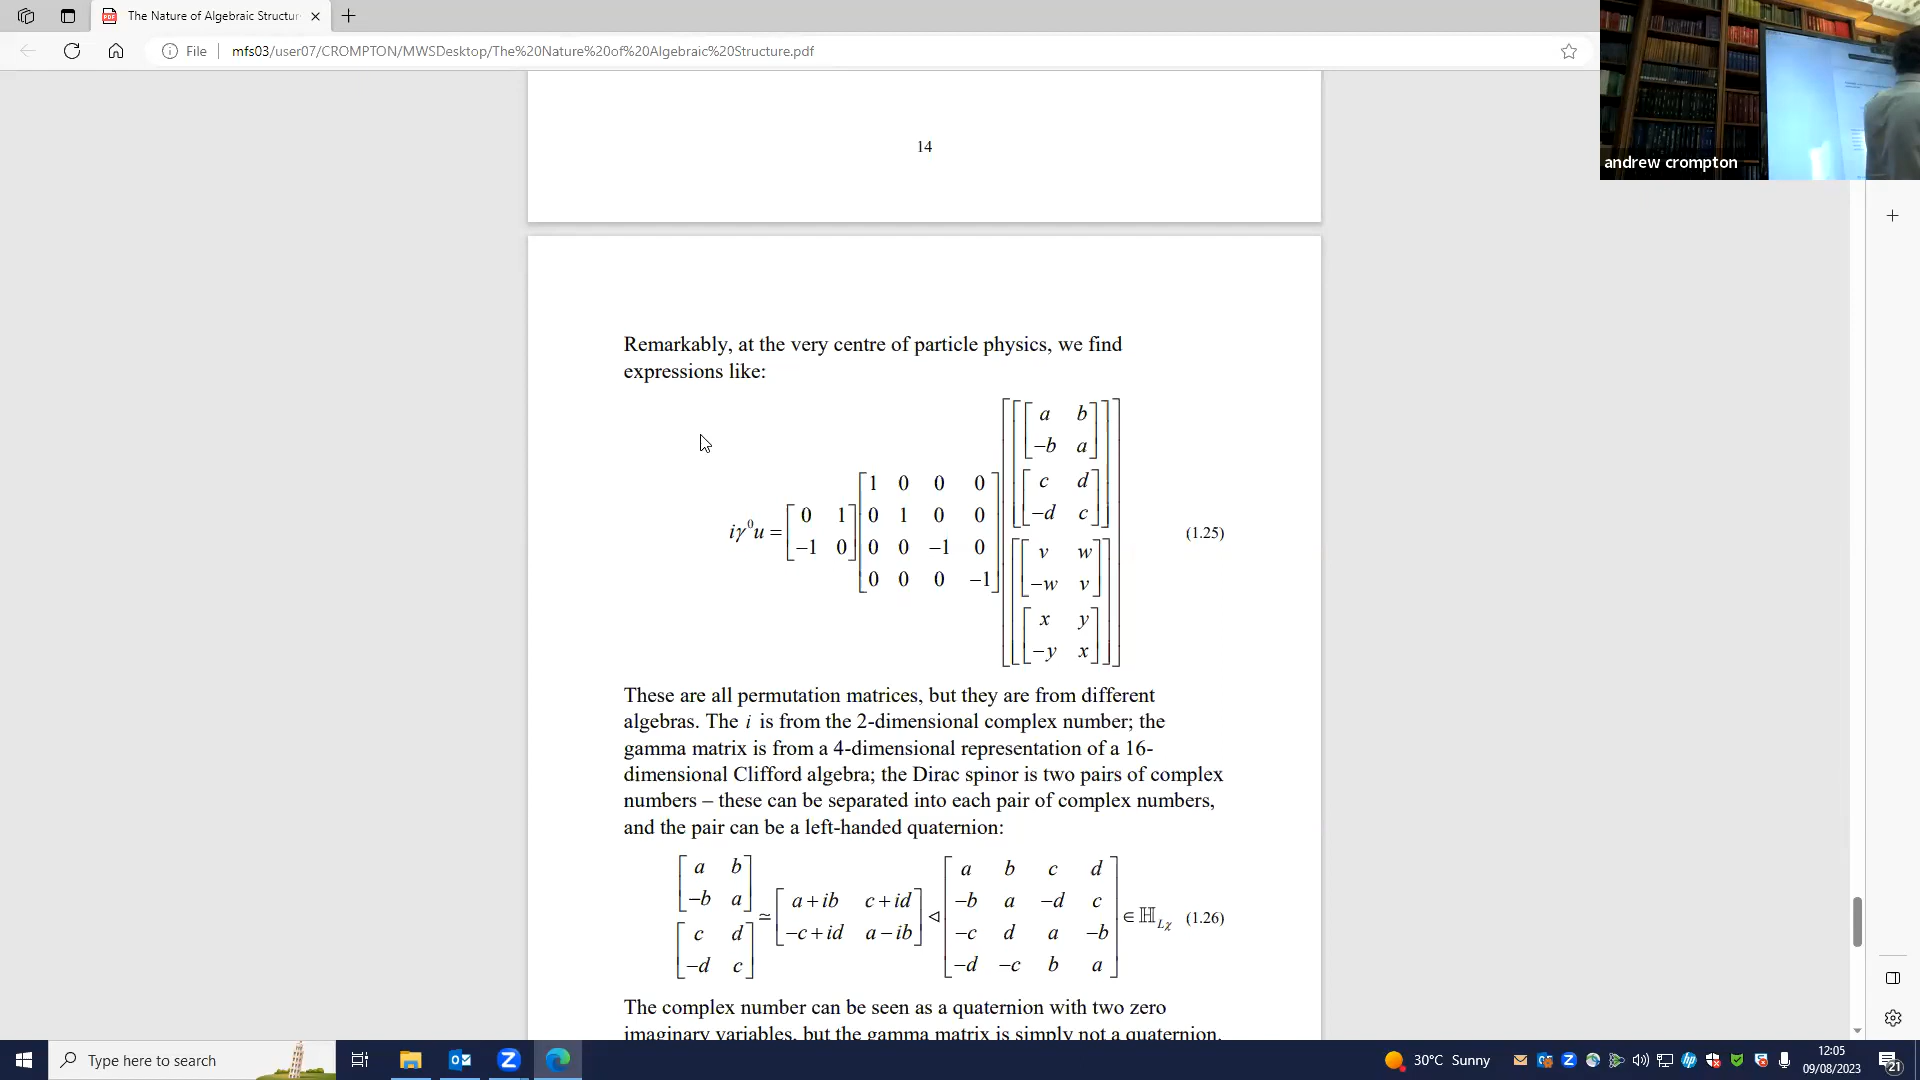 The Nature of Algebraic Structur
File mfs03/user07/CROMPTON/MWSDesktop/The%20Nature%20of%20Algebraic%20Structure.pdf
andrew crompton
14
Remarkably, at the very centre of particle physics, we find
expressions like:
iγ⁰u = [0 1; −1 0] [1 0 0 0; 0 1 0 0; 0 0 −1 0; 0 0 0 −1] [[[a b; −b a] [c d; −d c]] [[v w; −w v] [x y; −y x]]] (1.25)
These are all permutation matrices, but they are from different
algebras. The i is from the 2-dimensional complex number; the
gamma matrix is from a 4-dimensional representation of a 16-
dimensional Clifford algebra; the Dirac spinor is two pairs of complex
numbers – these can be separated into each pair of complex numbers,
and the pair can be a left-handed quaternion:
[a b; −b a] [c d; −d c] ≃ [a+ib c+id; −c+id a−ib] ⊲ [a b c d; −b a −d c; −c d a −b; −d −c b a] ∈ ℍ_Lχ (1.26)
The complex number can be seen as a quaternion with two zero
imaginary variables, but the gamma matrix is simply not a quaternion.
Type here to search
30°C Sunny
12:05
09/08/2023
21